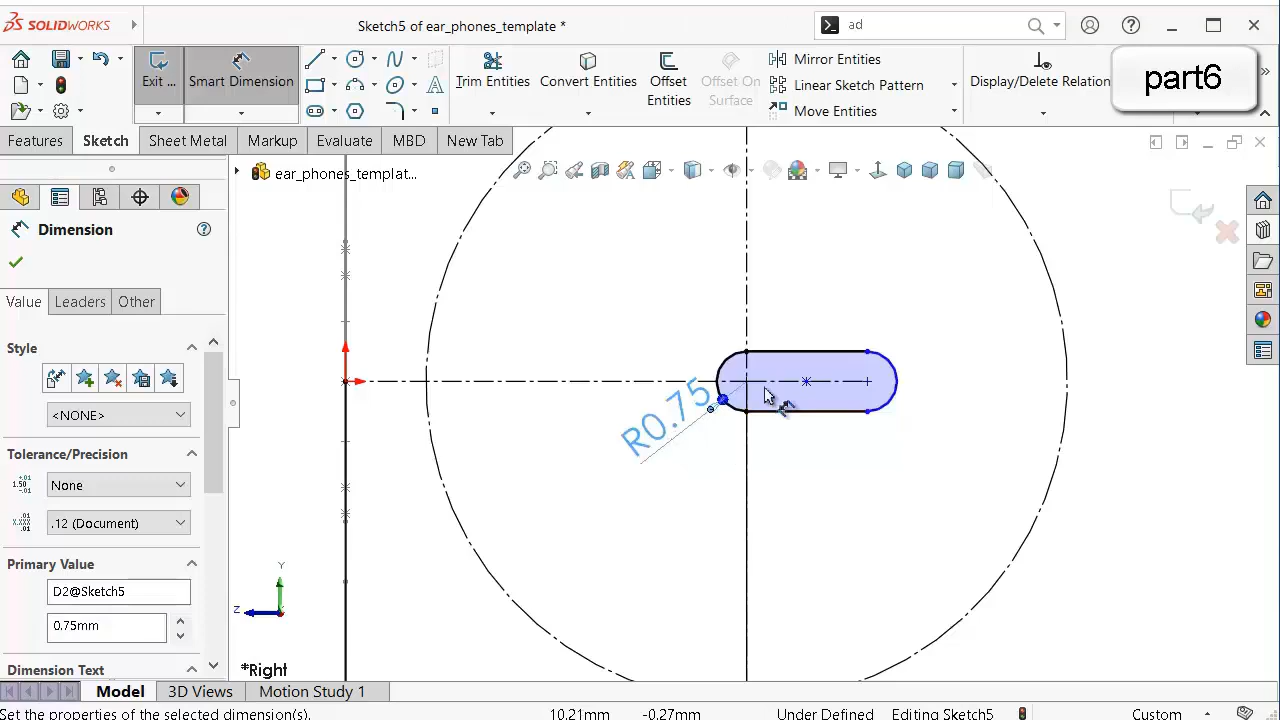 SOLIDWORKS
Sketch5 of ear_phones_template *
ad
Exit ...
Smart Dimension
Trim Entities
Convert Entities
Offset Entities
Offset On Surface
Mirror Entities
Linear Sketch Pattern
Move Entities
Display/Delete Relation
part6
Features
Sketch
Sheet Metal
Markup
Evaluate
MBD
New Tab
ear_phones_templat...
Dimension
Value
Leaders
Other
Style
<NONE>
Tolerance/Precision
1.50 +.01 -.01
None
.12 (Document)
Primary Value
D2@Sketch5
0.75mm
Dimension Text
R0.75
Y
Z
*Right
Model
3D Views
Motion Study 1
Set the properties of the selected dimension(s).
10.21mm
-0.27mm
Under Defined
Editing Sketch5
Custom